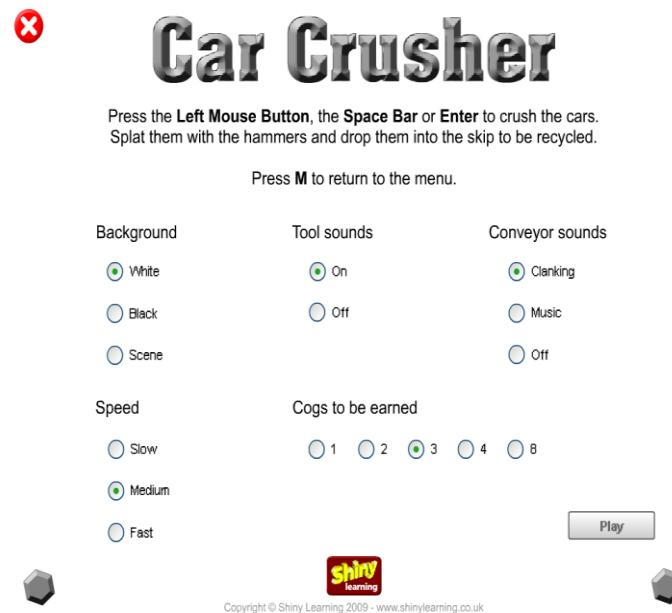 Car Crusher
Press the Left Mouse Button, the Space Bar or Enter to crush the cars.
Splat them with the hammers and drop them into the skip to be recycled.
Press M to return to the menu.
Background
Tool sounds
Conveyor sounds
White
On
Clanking
Black
Off
Music
Scene
Off
Speed
Cogs to be earned
Slow
1 2 3 4 8
Medium
Fast
Play
Shiny
learning
Copyright © Shiny Learning 2009 - www.shinylearning.co.uk